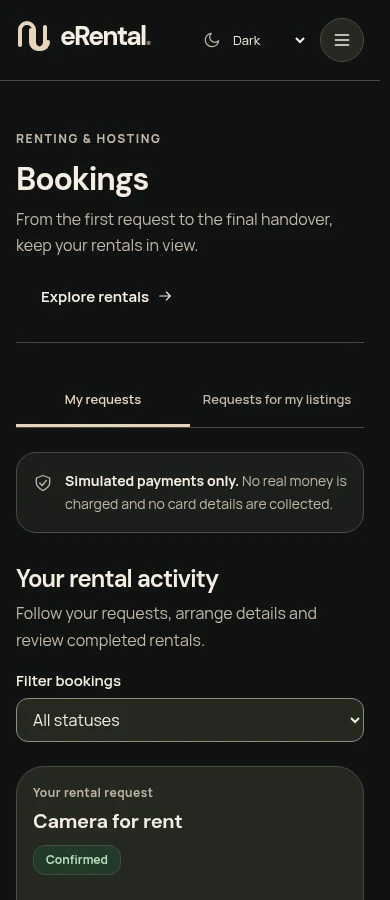 eRental
Dark
RENTING & HOSTING
Bookings
From the first request to the final handover,
keep your rentals in view.
Explore rentals →
My requests
Requests for my listings
Simulated payments only. No real money is
charged and no card details are collected.
Your rental activity
Follow your requests, arrange details and
review completed rentals.
Filter bookings
All statuses
Your rental request
Camera for rent
Confirmed